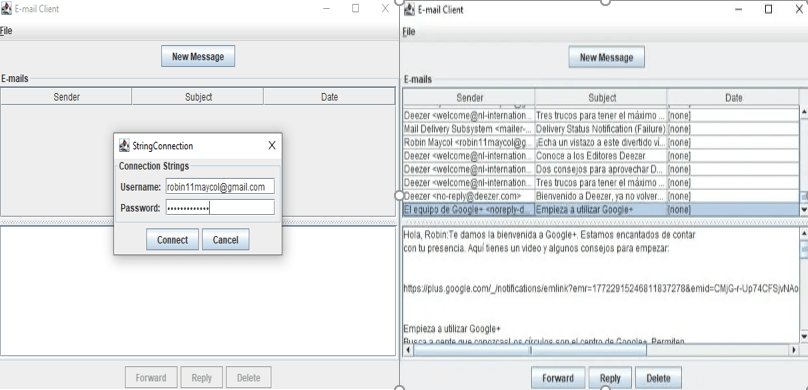 E-mail Client
File
New Message
E-mails
Sender Subject Date
StringConnection
Connection Strings
Username: robin11maycol@gmail.com
Password: •••••••••••••
Connect Cancel
Forward Reply Delete
E-mail Client
File
New Message
E-mails
Sender Subject Date
Deezer <welcome@nl-internation... Tres trucos para tener el máximo ... [none]
Mail Delivery Subsystem <mailer-... Delivery Status Notification (Failure) [none]
Robin Maycol <robin11maycol@g... ¡Echa un vistazo a este divertido ví... [none]
Deezer <welcome@nl-internation... Conoce a los Editores Deezer [none]
Deezer <welcome@nl-internation... Dos consejos para aprovechar D... [none]
Deezer <welcome@nl-internation... Tres trucos para tener el máximo ... [none]
Deezer <no-reply@deezer.com> Bienvenido a Deezer, ya no volver... [none]
El equipo de Google+ <noreply-d... Empieza a utilizar Google+ [none]
Hola, Robin:Te damos la bienvenida a Google+. Estamos encantados de contar
con tu presencia. Aquí tienes un video y algunos consejos para empezar:
https://plus.google.com/_/notifications/emlink?emr=17722915246811837278&emid=CMjG-r-Up74CFSjvNAo
Empieza a utilizar Google+
Busca a gente que conozcasLos círculos son el centro de Google+. Permiten
Forward Reply Delete